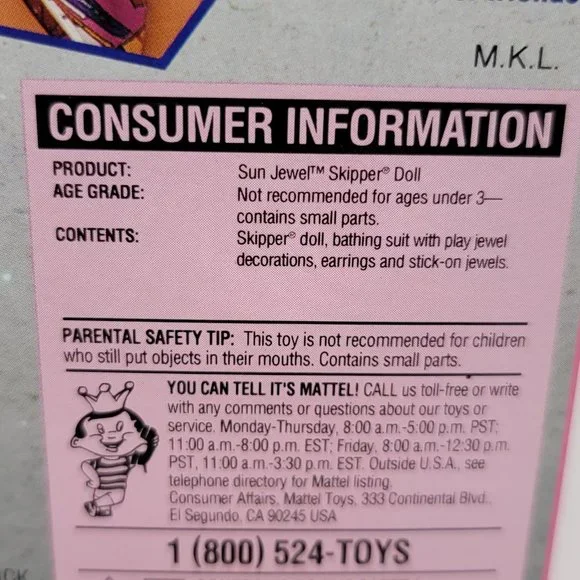 M.K.L.
CONSUMER INFORMATION
PRODUCT: Sun Jewel™ Skipper® Doll
AGE GRADE: Not recommended for ages under 3—
contains small parts.
CONTENTS: Skipper® doll, bathing suit with play jewel
decorations, earrings and stick-on jewels.
PARENTAL SAFETY TIP: This toy is not recommended for children
who still put objects in their mouths. Contains small parts.
YOU CAN TELL IT'S MATTEL! CALL us toll-free or write
with any comments or questions about our toys or
service. Monday-Thursday, 8:00 a.m.-5:00 p.m. PST;
11:00 a.m.-8:00 p.m. EST; Friday, 8:00 a.m.-12:30 p.m.
PST, 11:00 a.m.-3:30 p.m. EST. Outside U.S.A., see
telephone directory for Mattel listing.
Consumer Affairs, Mattel Toys, 333 Continental Blvd.,
El Segundo, CA 90245 USA
1 (800) 524-TOYS